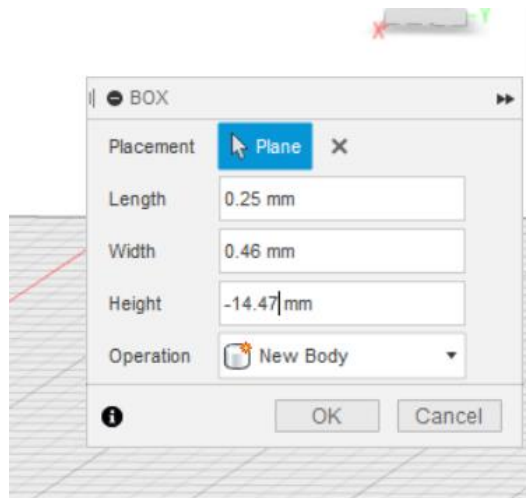 X
-Y
BOX
Placement Plane
Length 0.25 mm
Width 0.46 mm
Height -14.47 mm
Operation New Body
OK Cancel